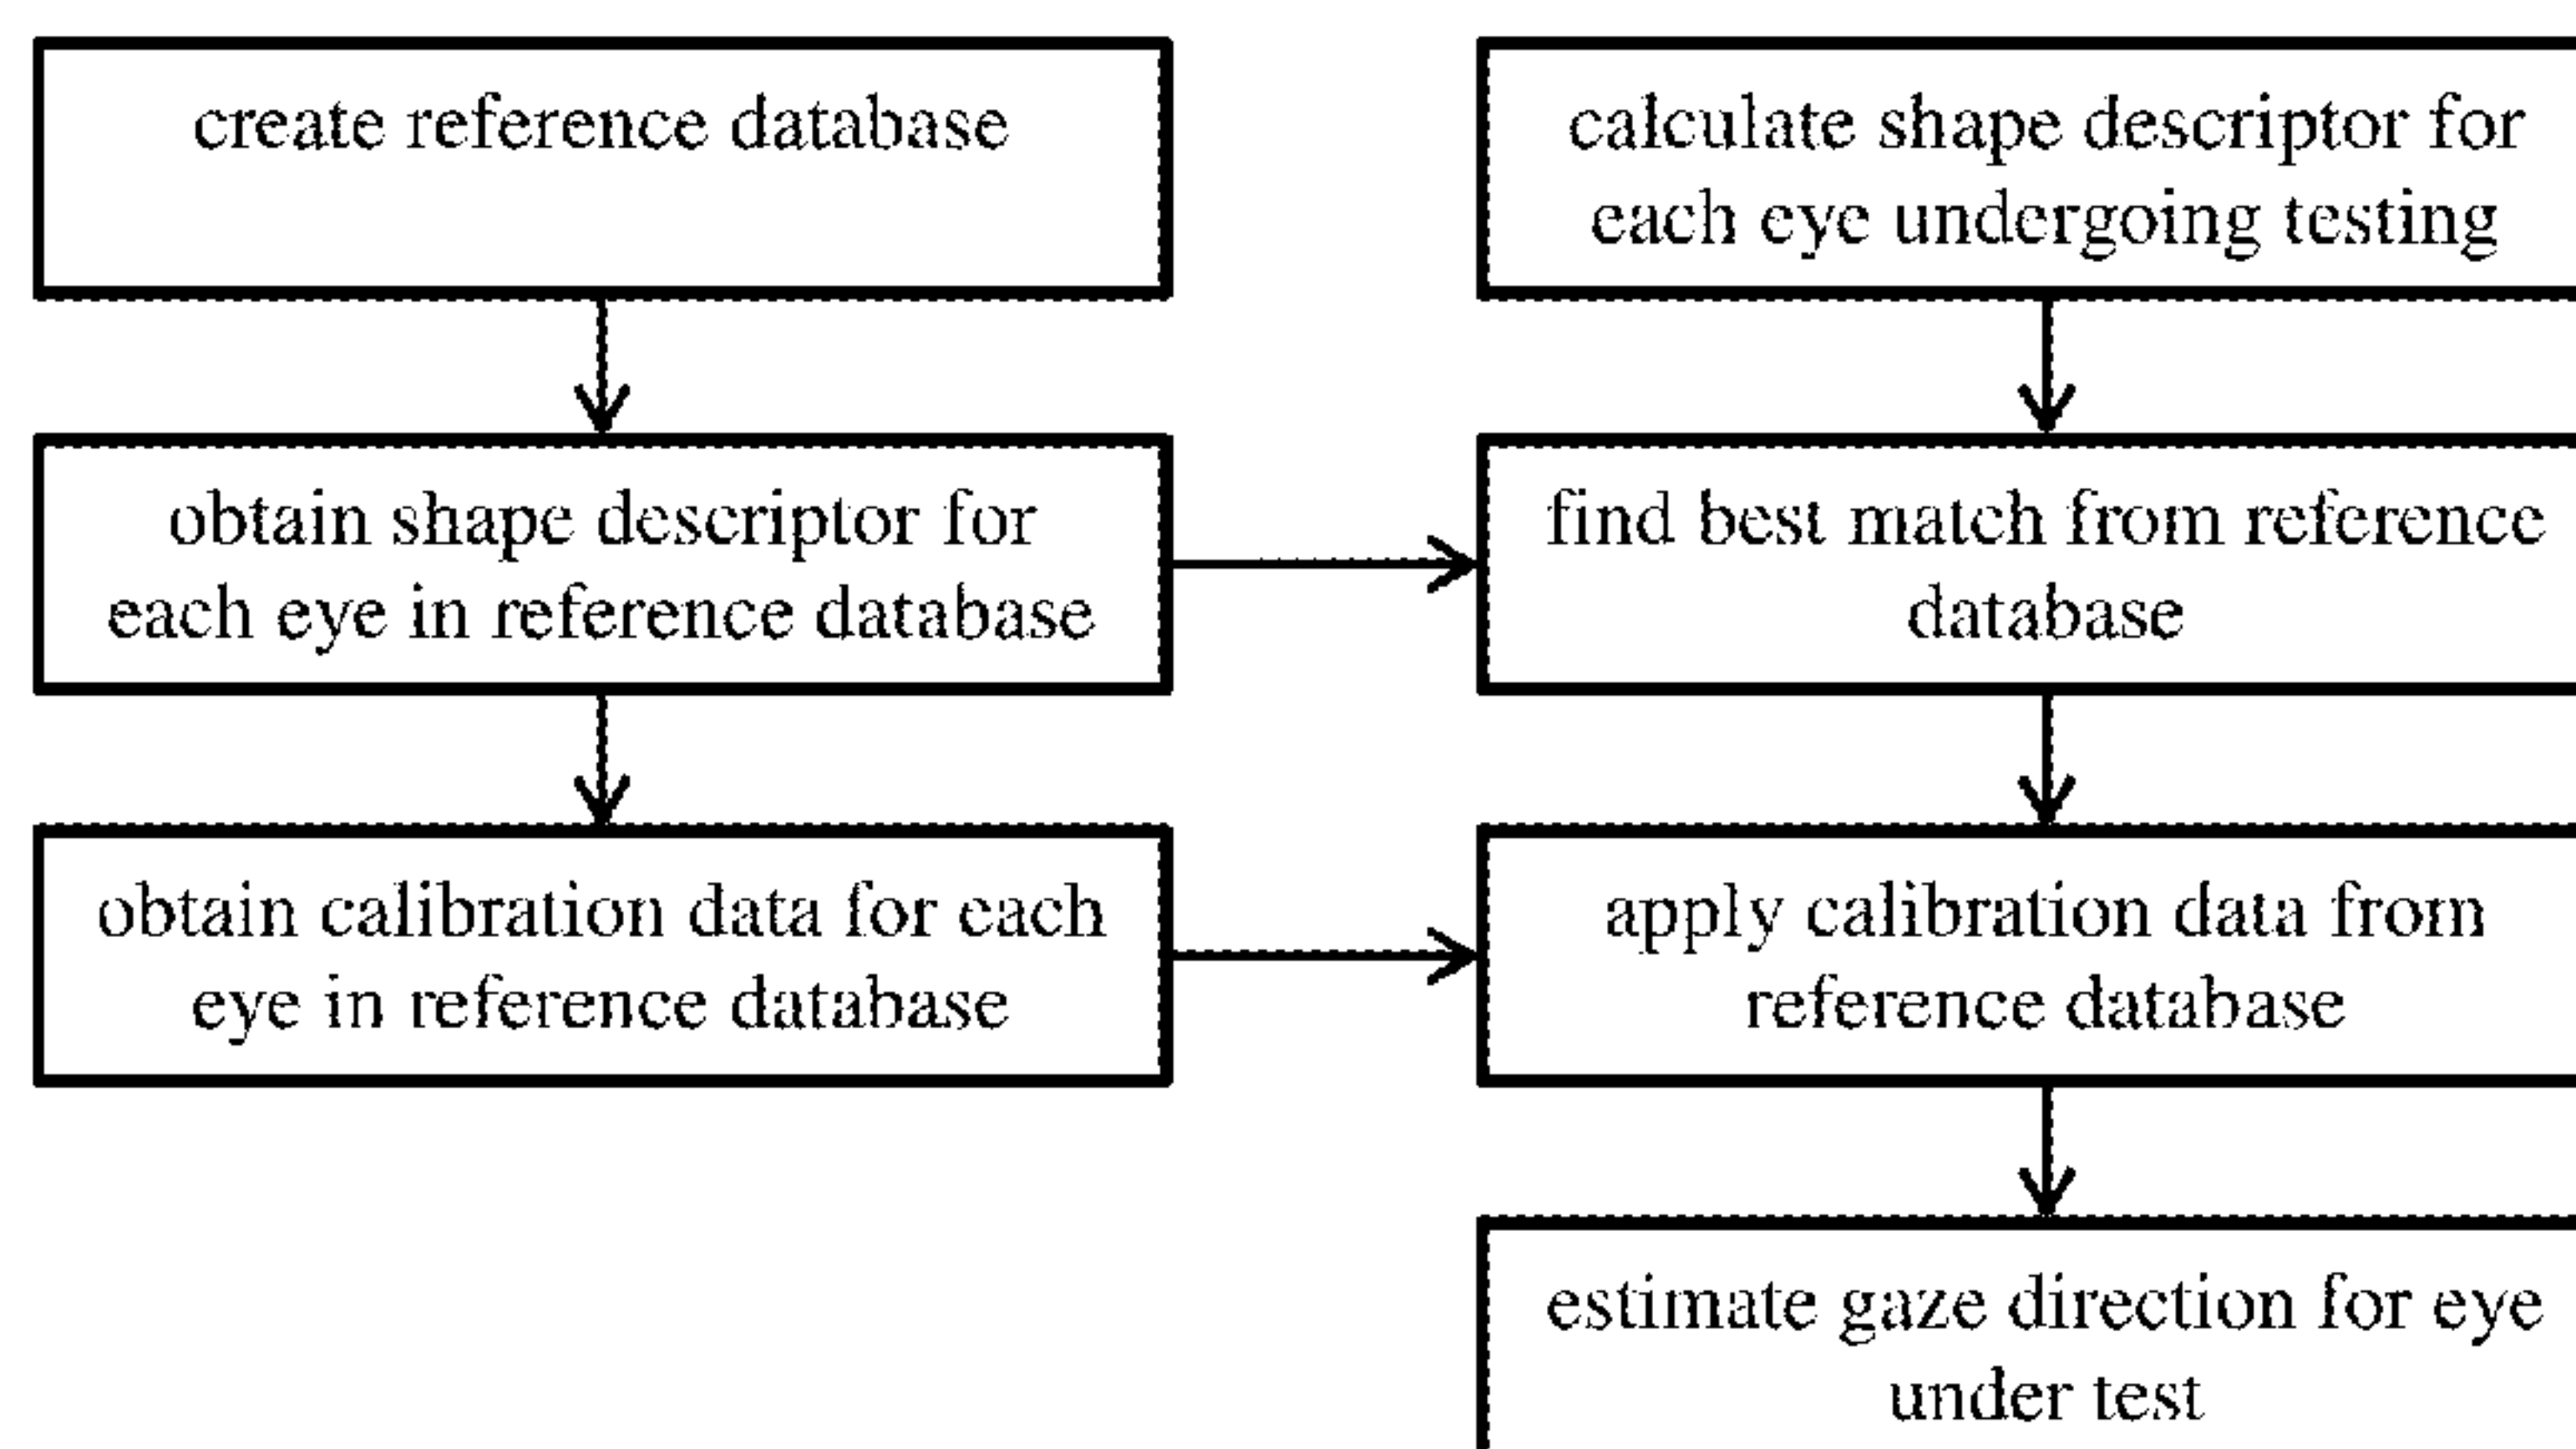 create reference database
calculate shape descriptor for
each eye undergoing testing
obtain shape descriptor for
each eye in reference database
find best match from reference
database
obtain calibration data for each
eye in reference database
apply calibration data from
reference database
estimate gaze direction for eye
under test